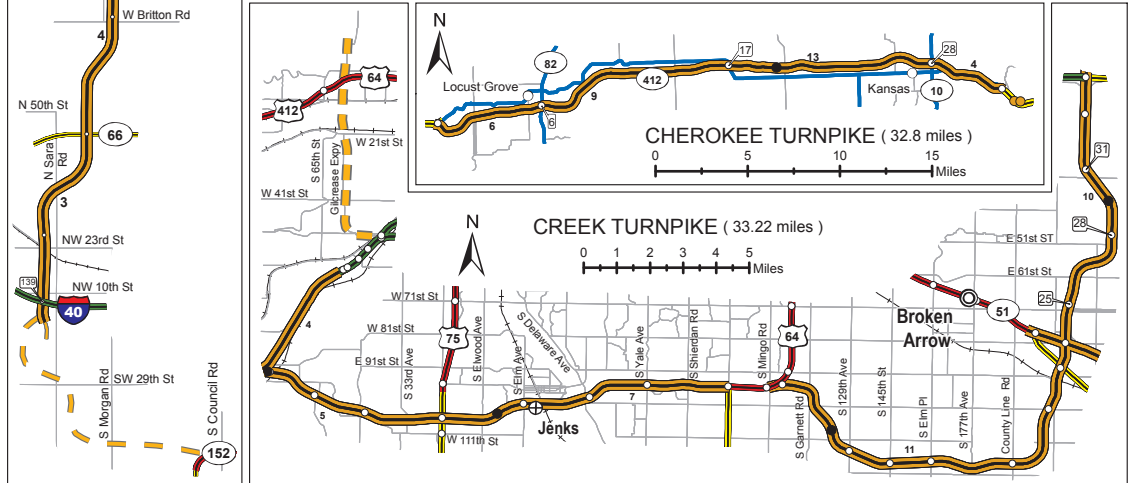 W Britton Rd
4
N 50th St
66
N Sara
Rd
3
NW 23rd St
139
NW 10th St
40
SW 29th St
S Morgan Rd
S Council Rd
152
64
412
W 21st St
S 65th St
Gilcrease Expy
W 41st St
N
82
17
13
28
412
4
Locust Grove
9
Kansas
10
6
6
CHEROKEE TURNPIKE ( 32.8 miles )
0 5 10 15
Miles
CREEK TURNPIKE ( 33.22 miles )
N
0 1 2 3 4 5
Miles
31
10
28
E 51st ST
E 61st St
25
51
Broken
Arrow
W 71st St
W 81st St
E 91st St
4
5
75
S 33rd Ave
S Elwood Ave
S Elm Ave
S Delaware Ave
S Yale Ave
S Shierdan Rd
S Mingo Rd
64
7
Jenks
W 111th St
S Garnett Rd
S 129th Ave
S 145th St
S Elm Pl
S 177th Ave
County Line Rd
11